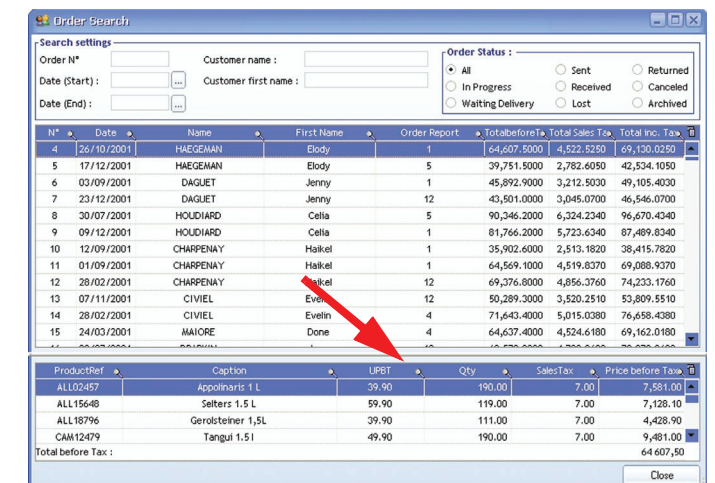 Order Search
Search settings
Order N°
Customer name :
Date (Start) :
...
Customer first name :
Date (End) :
...
Order Status :
All
Sent
Returned
In Progress
Received
Canceled
Waiting Delivery
Lost
Archived
N° Date Name First Name Order Report TotalbeforeTa Total Sales Tax Total inc. Tax
4 26/10/2001 HAEGEMAN Elody 1 64,607.5000 4,522.5250 69,130.0250
5 17/12/2001 HAEGEMAN Elody 5 39,751.5000 2,782.6050 42,534.1050
6 03/09/2001 DAGUET Jenny 1 45,892.9000 3,212.5030 49,105.4030
7 23/12/2001 DAGUET Jenny 12 43,501.0000 3,045.0700 46,546.0700
8 30/07/2001 HOUDIARD Celia 5 90,346.2000 6,324.2340 96,670.4340
9 09/12/2001 HOUDIARD Celia 1 81,766.2000 5,723.6340 87,489.8340
10 12/09/2001 CHARPENAY Haikel 1 35,902.6000 2,513.1820 38,415.7820
11 01/09/2001 CHARPENAY Haikel 1 64,569.1000 4,519.8370 69,088.9370
12 28/02/2001 CHARPENAY Haikel 12 69,376.8000 4,856.3760 74,233.1760
13 07/11/2001 CIVIEL Evelin 12 50,289.3000 3,520.2510 53,809.5510
14 28/02/2001 CIVIEL Evelin 4 71,643.4000 5,015.0380 76,658.4380
15 24/03/2001 MAIORE Done 4 64,637.4000 4,524.6180 69,162.0180
ProductRef Caption UPBT Qty SalesTax Price before Taxe
ALL02457 Appolinaris 1 L 39.90 190.00 7.00 7,581.00
ALL15648 Selters 1.5 L 59.90 119.00 7.00 7,128.10
ALL18796 Gerolsteiner 1,5L 39.90 111.00 7.00 4,428.90
CAM12479 Tangui 1.5 l 49.90 190.00 7.00 9,481.00
Total before Tax : 64 607,50
Close